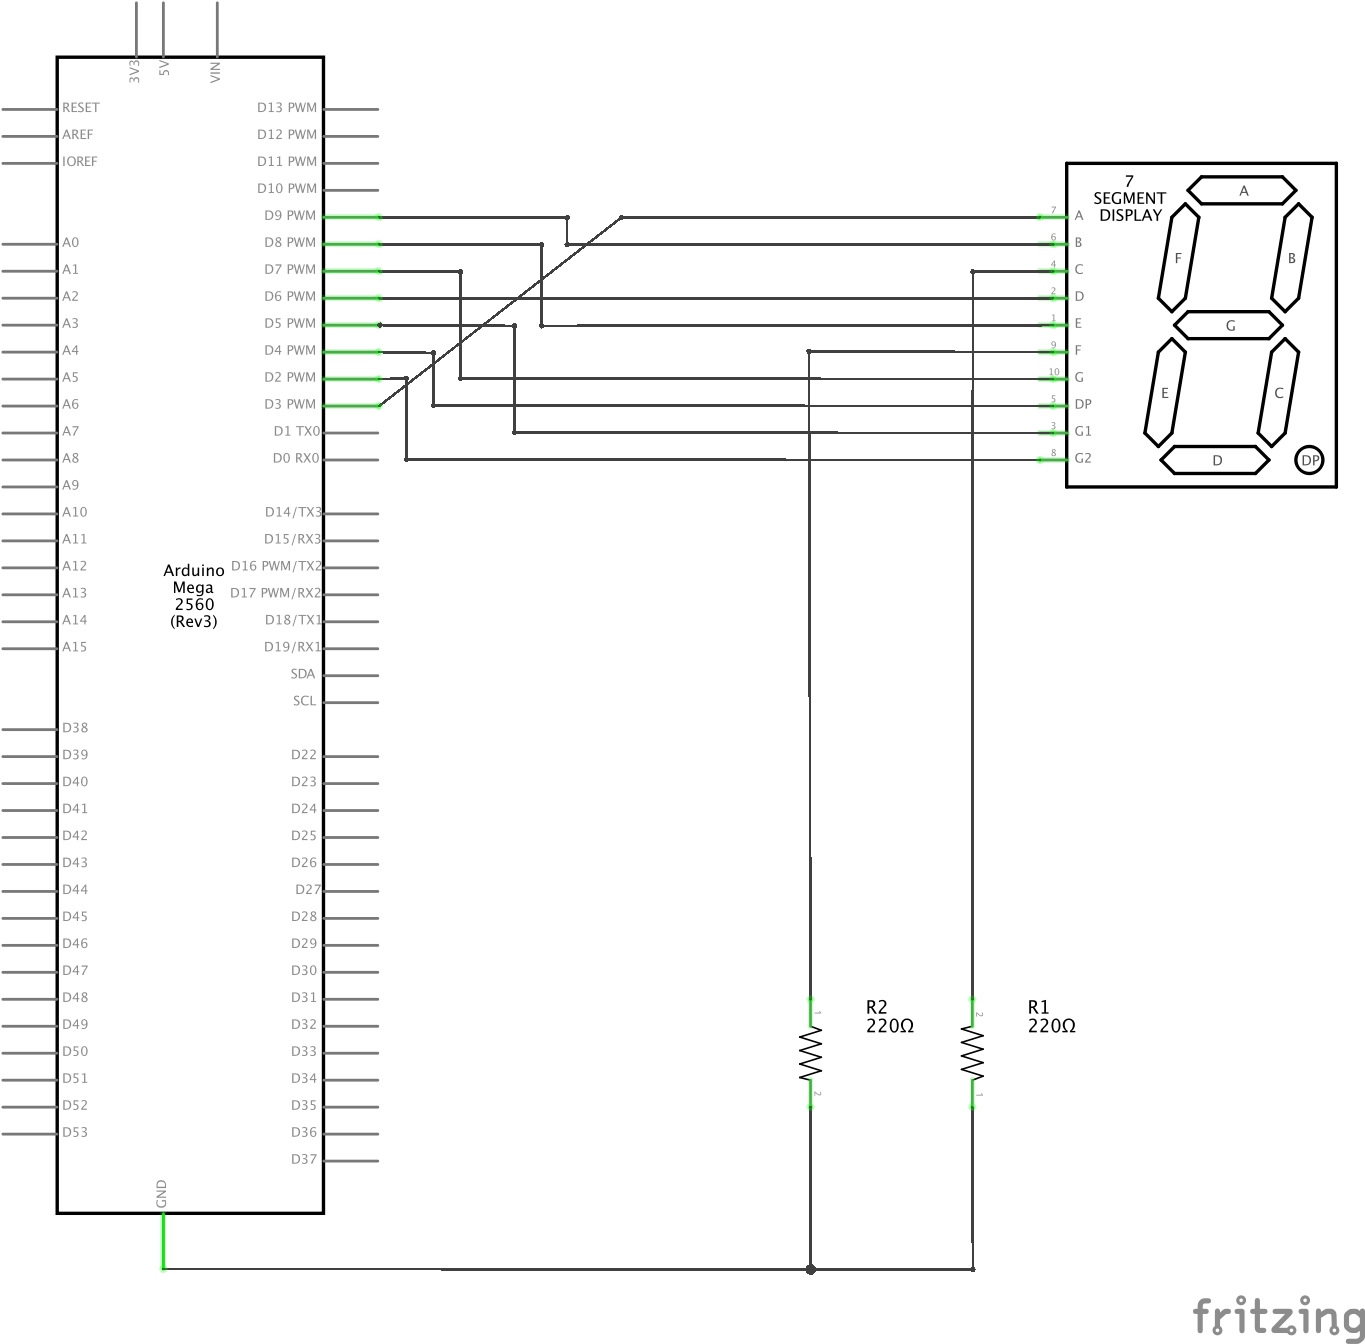 3V3
5V
VIN
RESET
AREF
IOREF
A0
A1
A2
A3
A4
A5
A6
A7
A8
A9
A10
A11
A12
A13
A14
A15
D38
D39
D40
D41
D42
D43
D44
D45
D46
D47
D48
D49
D50
D51
D52
D53
Arduino
Mega
2560
(Rev3)
D13 PWM
D12 PWM
D11 PWM
D10 PWM
D9 PWM
D8 PWM
D7 PWM
D6 PWM
D5 PWM
D4 PWM
D2 PWM
D3 PWM
D1 TX0
D0 RX0
D14/TX3
D15/RX3
D16 PWM/TX2
D17 PWM/RX2
D18/TX1
D19/RX1
SDA
SCL
D22
D23
D24
D25
D26
D27
D28
D29
D30
D31
D32
D33
D34
D35
D36
D37
GND
7
SEGMENT
DISPLAY
7 A
6 B
4 C
2 D
1 E
9 F
10 G
5 DP
3 G1
8 G2
A
F
B
G
E
C
D
DP
1
R2
220Ω
2
2
R1
220Ω
1
fritzing